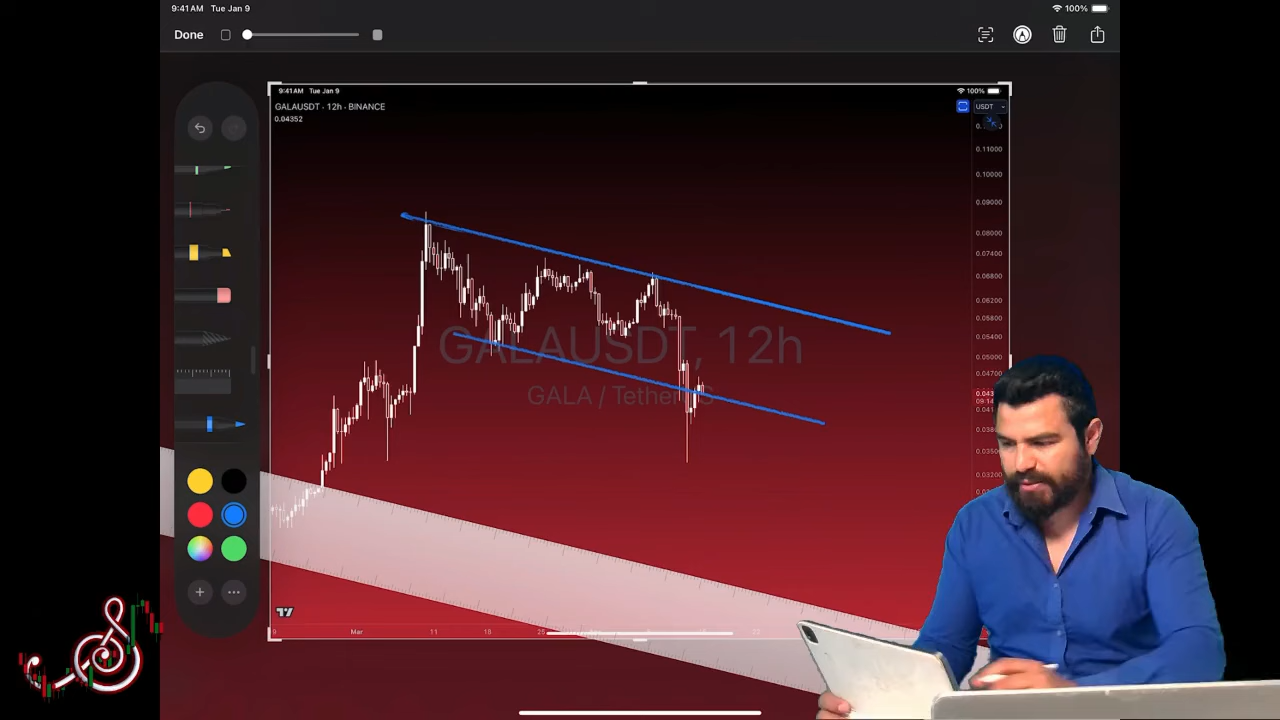 9:41 AM Tue Jan 9
100%
Done
9:41 AM Tue Jan 9
100%
GALAUSDT · 12h · BINANCE
0.04352
USDT
0.11000
0.10000
0.09000
0.08000
0.07400
0.06800
0.06200
0.05800
0.05400
0.05000
0.04700
GALAUSDT, 12h
GALA / Tether
0.03200
Mar
11
18
25